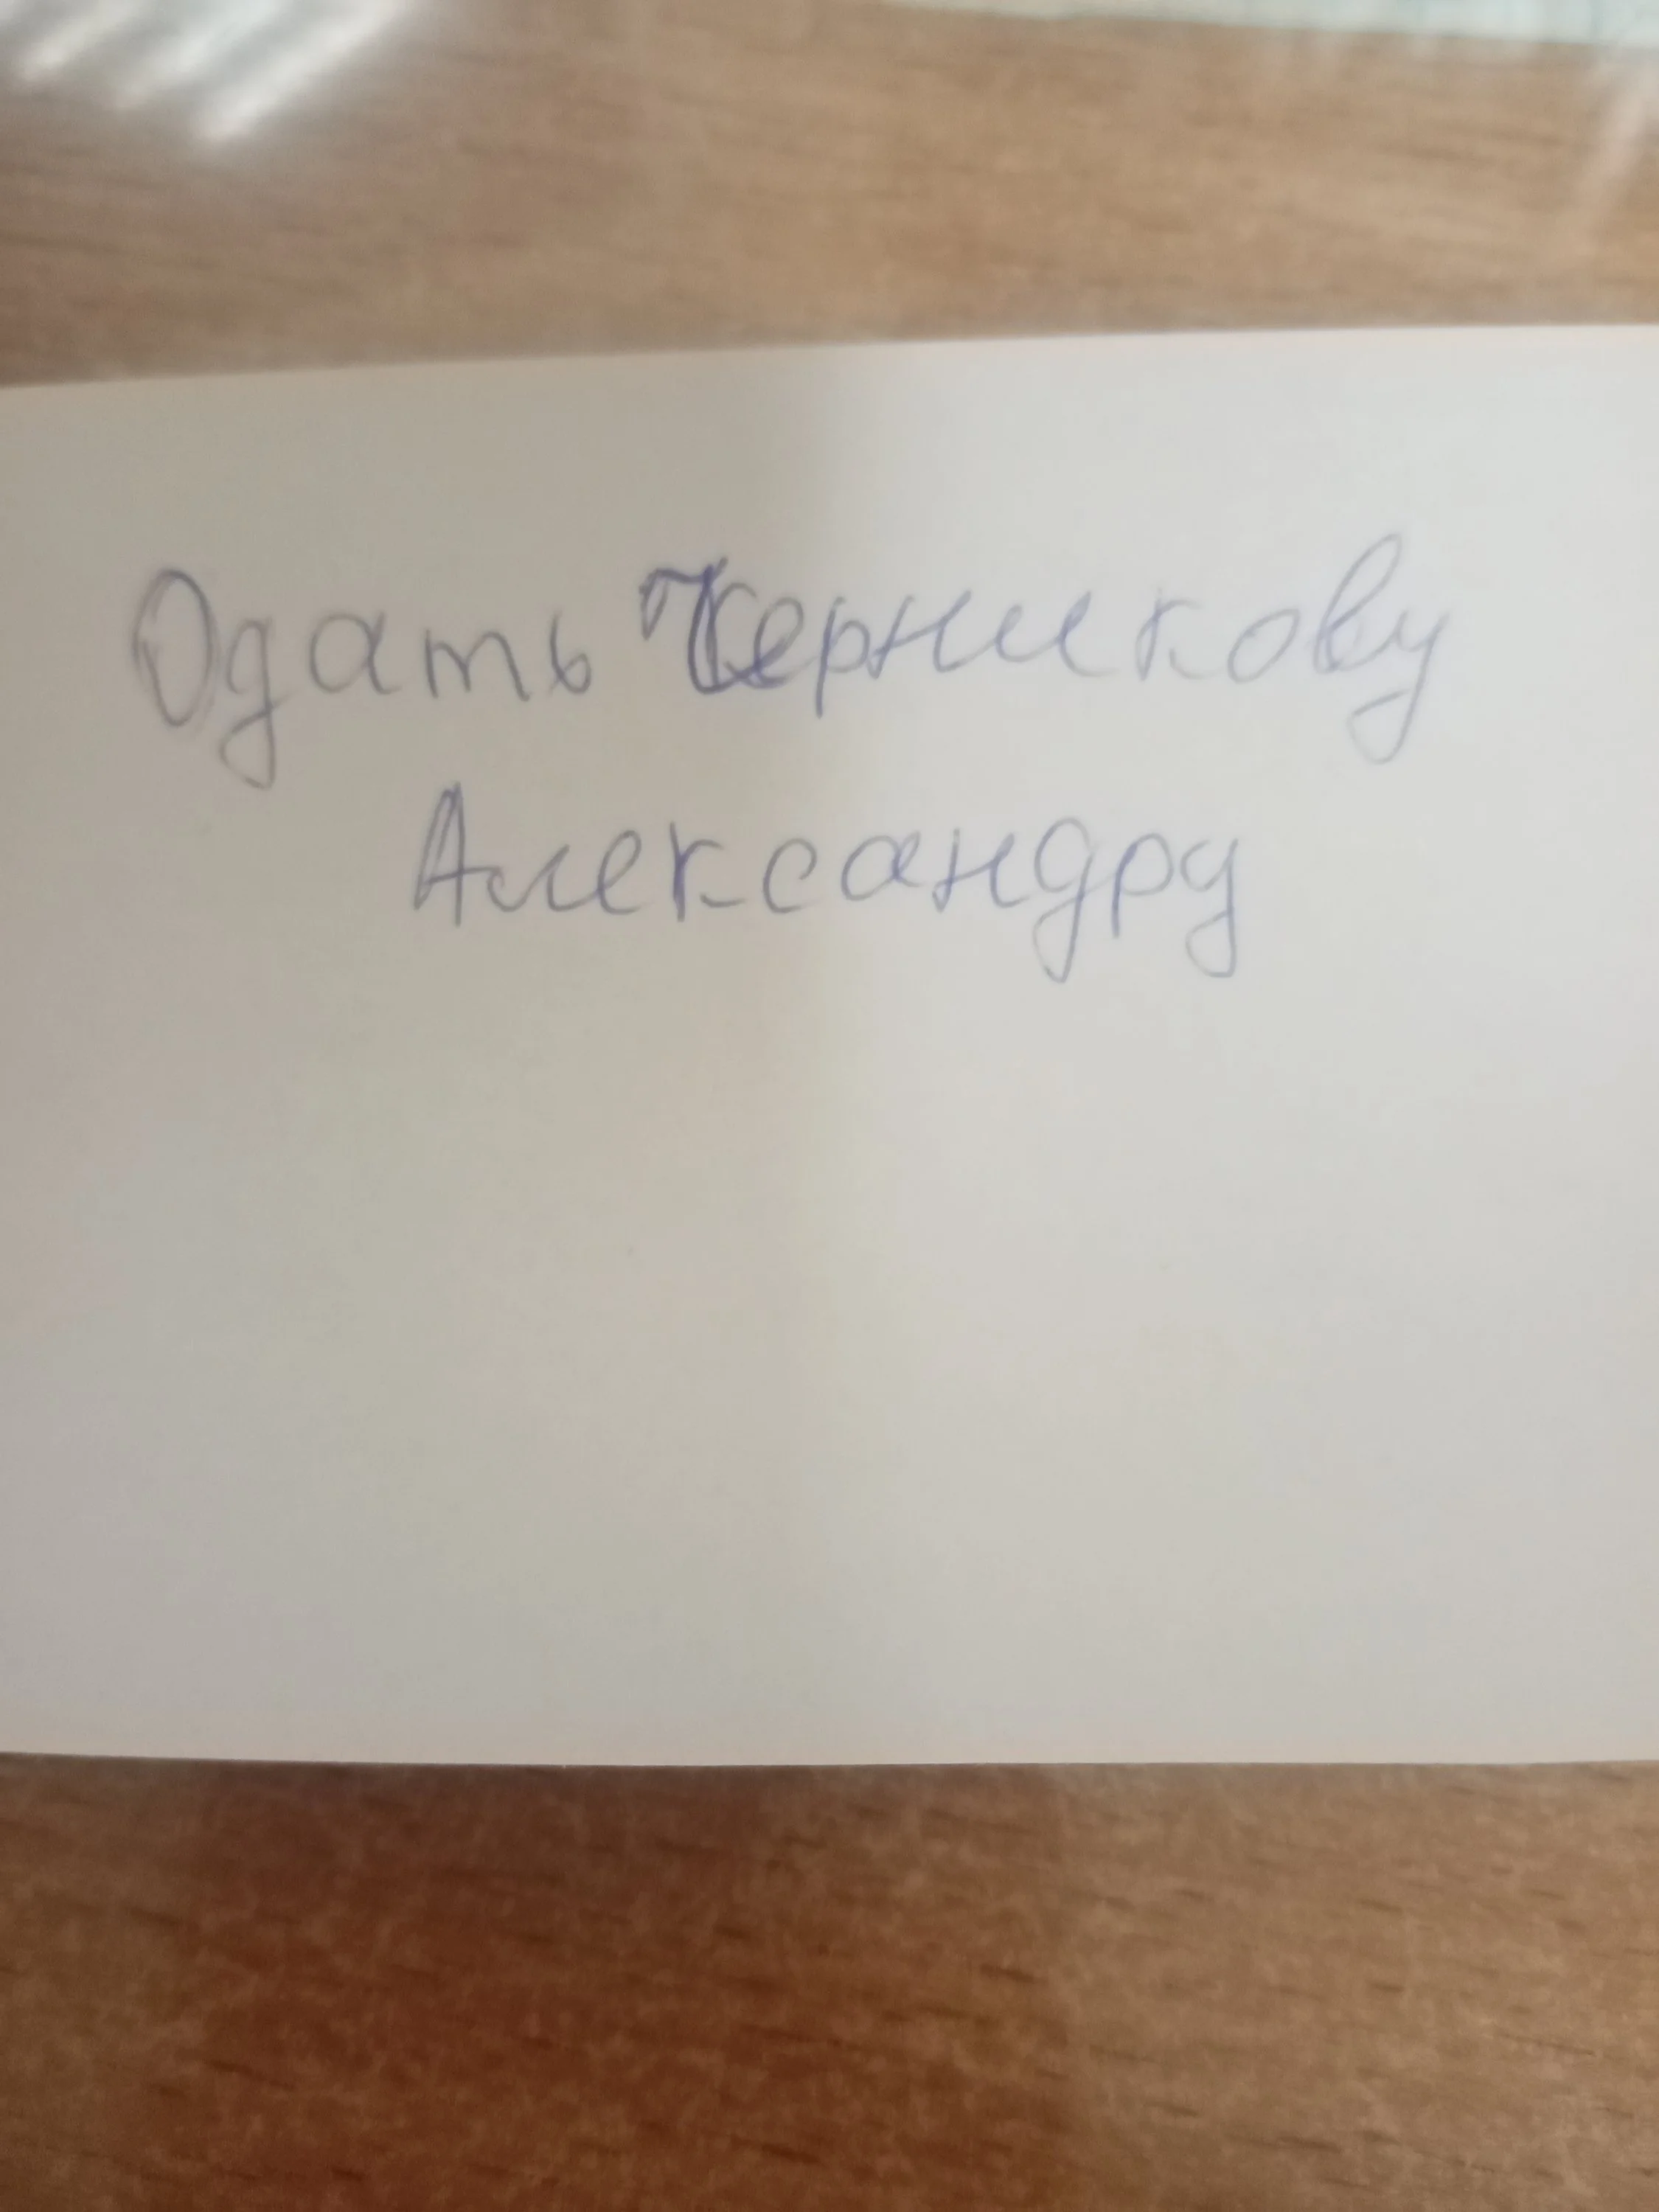 Одать Черникову
Александру